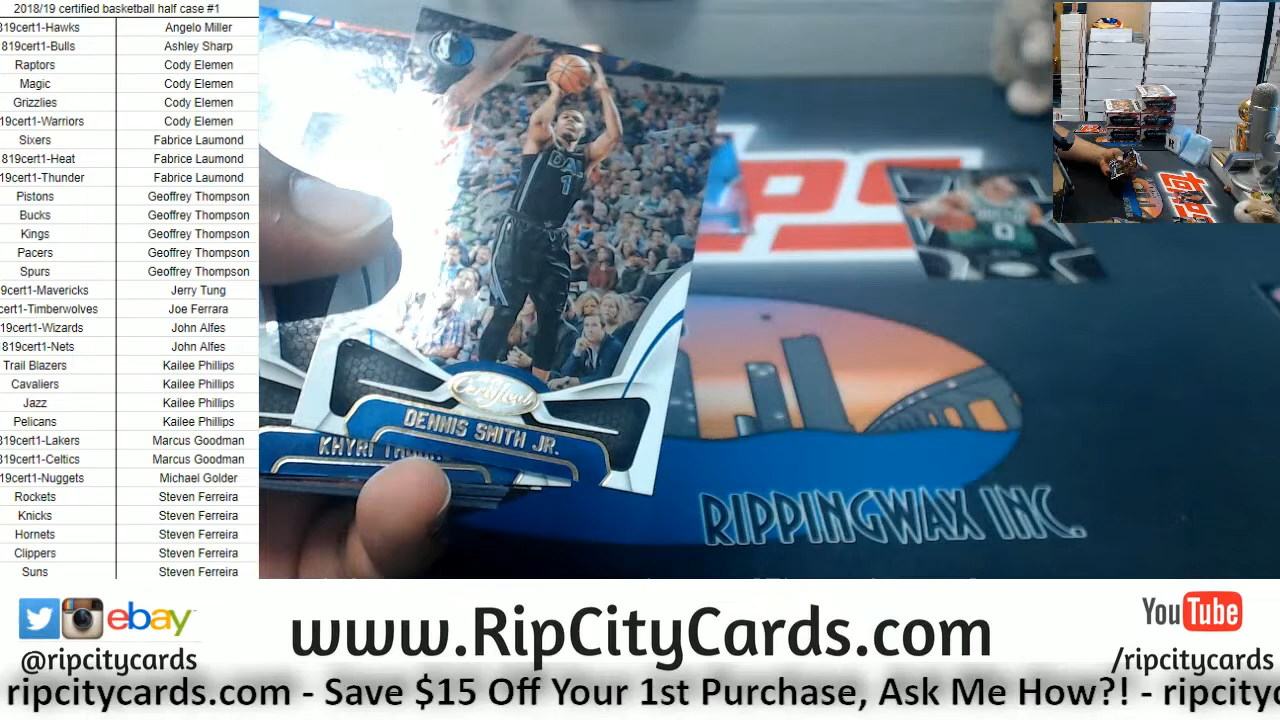 2018/19 certified basketball half case #1
819cert1-Hawks Angelo Miller
819cert1-Bulls Ashley Sharp
Raptors Cody Elemen
Magic Cody Elemen
Grizzlies Cody Elemen
19cert1-Warriors Cody Elemen
Sixers Fabrice Laumond
819cert1-Heat Fabrice Laumond
819cert1-Thunder Fabrice Laumond
Pistons Geoffrey Thompson
Bucks Geoffrey Thompson
Kings Geoffrey Thompson
Pacers Geoffrey Thompson
Spurs Geoffrey Thompson
9cert1-Mavericks Jerry Tung
cert1-Timberwolves Joe Ferrara
19cert1-Wizards John Alfes
819cert1-Nets John Alfes
Trail Blazers Kailee Phillips
Cavaliers Kailee Phillips
Jazz Kailee Phillips
Pelicans Kailee Phillips
819cert1-Lakers Marcus Goodman
819cert1-Celtics Marcus Goodman
19cert1-Nuggets Michael Golder
Rockets Steven Ferreira
Knicks Steven Ferreira
Hornets Steven Ferreira
Clippers Steven Ferreira
Suns Steven Ferreira
DAL
1
Certified
DENNIS SMITH JR.
KHYRI
0
RIPPINGWAX INC.
ebay
@ripcitycards
www.RipCityCards.com
YouTube
/ripcitycards
ripcitycards.com - Save $15 Off Your 1st Purchase, Ask Me How?! - ripcityc